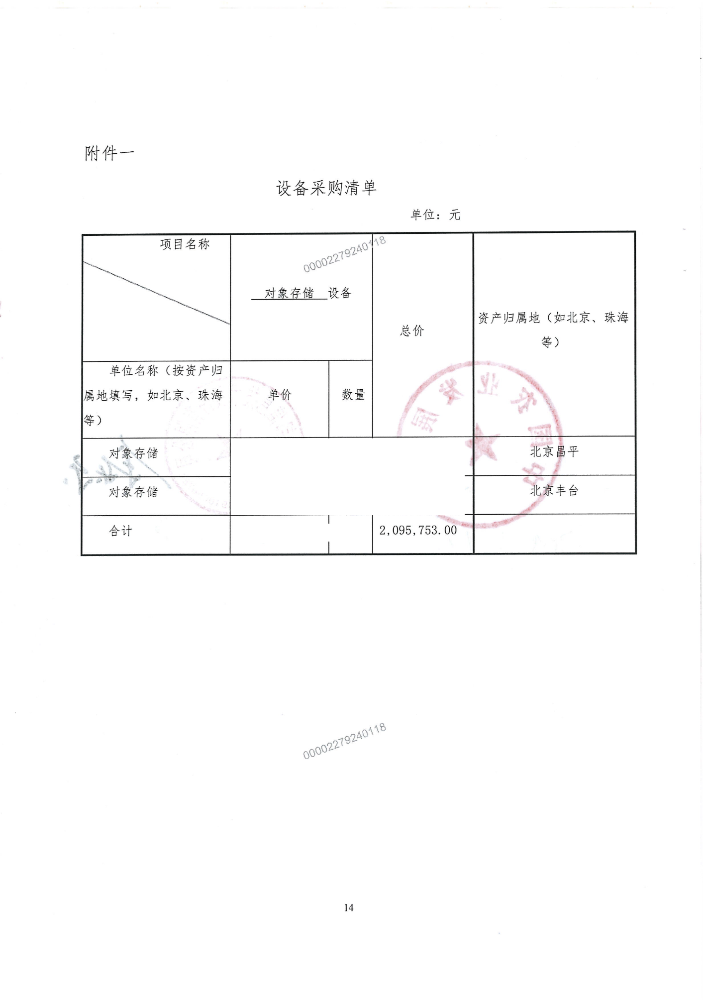 附件一
设备采购清单
单位：元
项目名称
00002279240118
对象存储 设备
总价
资产归属地（如北京、珠海
等）
单位名称（按资产归
属地填写，如北京、珠海
等）
单价
数量
对象存储
北京昌平
对象存储
北京丰台
合计
2,095,753.00
00002279240118
14